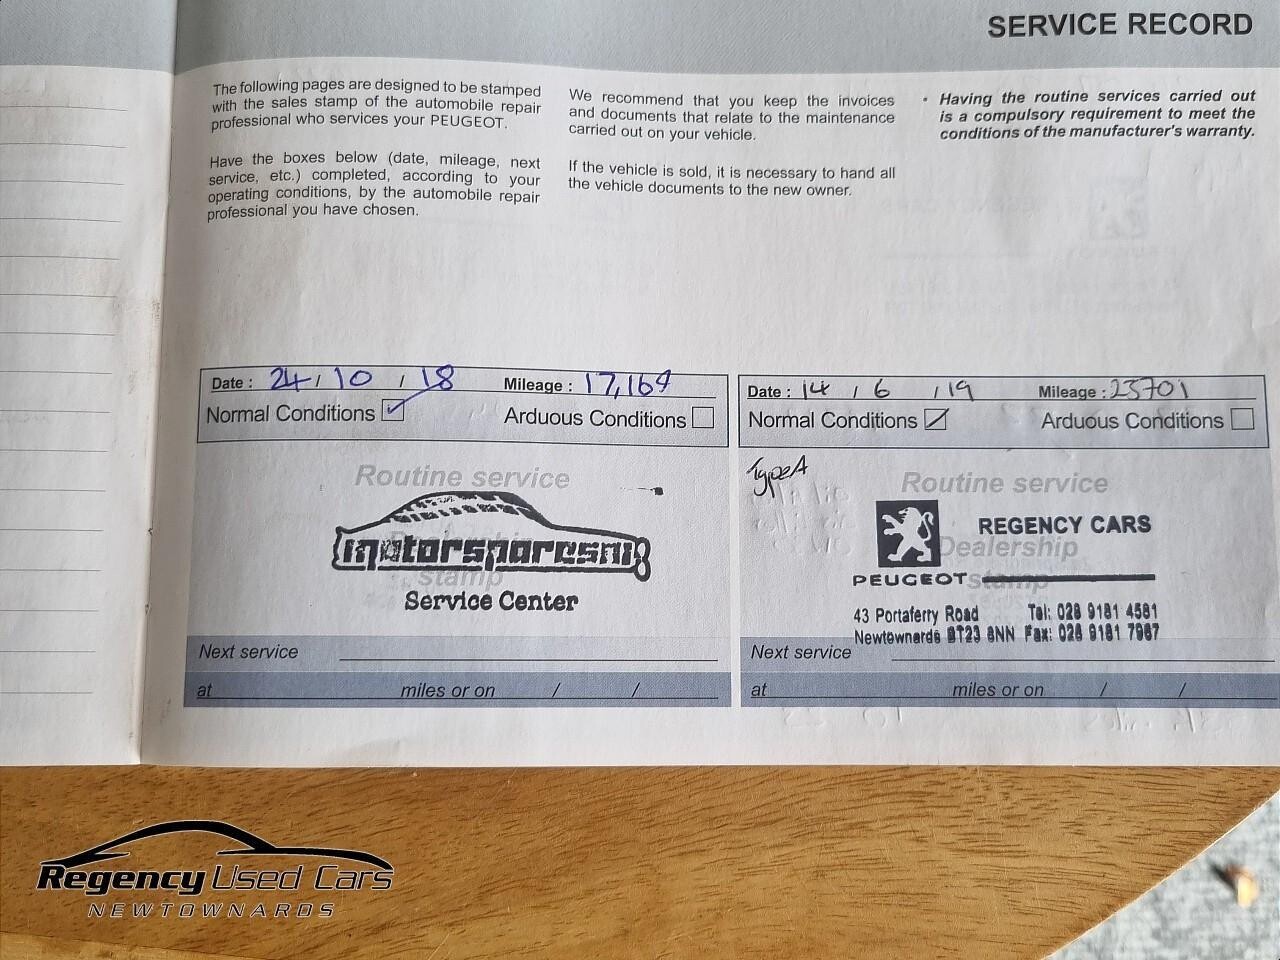 SERVICE RECORD
The following pages are designed to be stamped
with the sales stamp of the automobile repair
professional who services your PEUGEOT.
Have the boxes below (date, mileage, next
service, etc.) completed, according to your
operating conditions, by the automobile repair
professional you have chosen.
We recommend that you keep the invoices
and documents that relate to the maintenance
carried out on your vehicle.
If the vehicle is sold, it is necessary to hand all
the vehicle documents to the new owner.
• Having the routine services carried out
is a compulsory requirement to meet the
conditions of the manufacturer's warranty.
Date : 24 / 10 / 18 Mileage : 17,169
Normal Conditions Arduous Conditions
Routine service
Dealership
stamp
motorsparesni
Service Center
Next service
at miles or on / /
Date : 14 / 6 / 19 Mileage : 23701
Normal Conditions Arduous Conditions
Type A
Routine service
Dealership
stamp
REGENCY CARS
PEUGEOT
43 Portaferry Road Tel: 028 9181 4581
Newtownards BT23 8NN Fax: 028 9181 7987
Next service
at miles or on / /
Regency Used Cars
NEWTOWNARDS